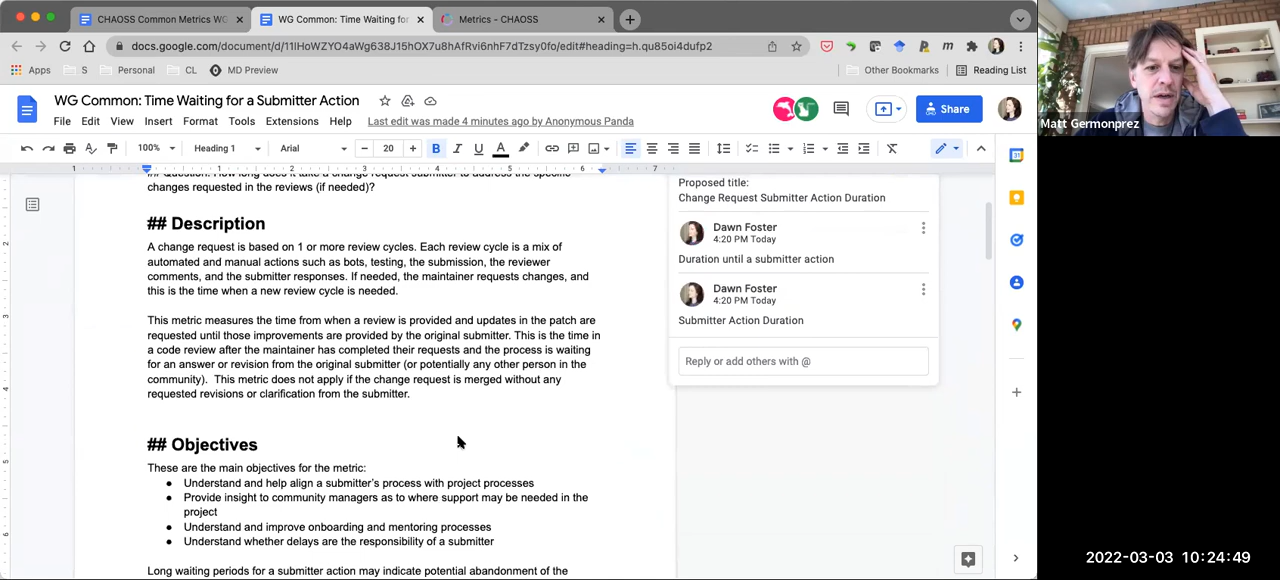 CHAOSS Common Metrics WG
WG Common: Time Waiting for
Metrics - CHAOSS
docs.google.com/document/d/11lHoWZYO4aWg638J15hOX7u8hAfRvi6nhF7dTzsy0fo/edit#heading=h.qu85oi4dufp2
Apps S Personal CL MD Preview Other Bookmarks Reading List
WG Common: Time Waiting for a Submitter Action
File Edit View Insert Format Tools Extensions Help Last edit was made 4 minutes ago by Anonymous Panda
Share
100% Heading 1 Arial 20 B I U A
1 1 2 3 4 5 6 7
changes requested in the reviews (if needed)?
## Description
A change request is based on 1 or more review cycles. Each review cycle is a mix of
automated and manual actions such as bots, testing, the submission, the reviewer
comments, and the submitter responses. If needed, the maintainer requests changes, and
this is the time when a new review cycle is needed.
This metric measures the time from when a review is provided and updates in the patch are
requested until those improvements are provided by the original submitter. This is the time in
a code review after the maintainer has completed their requests and the process is waiting
for an answer or revision from the original submitter (or potentially any other person in the
community). This metric does not apply if the change request is merged without any
requested revisions or clarification from the submitter.
## Objectives
These are the main objectives for the metric:
● Understand and help align a submitter's process with project processes
● Provide insight to community managers as to where support may be needed in the
project
● Understand and improve onboarding and mentoring processes
● Understand whether delays are the responsibility of a submitter
Long waiting periods for a submitter action may indicate potential abandonment of the
Proposed title:
Change Request Submitter Action Duration
Dawn Foster
4:20 PM Today
Duration until a submitter action
Dawn Foster
4:20 PM Today
Submitter Action Duration
Reply or add others with @
Matt Germonprez
2022-03-03 10:24:49